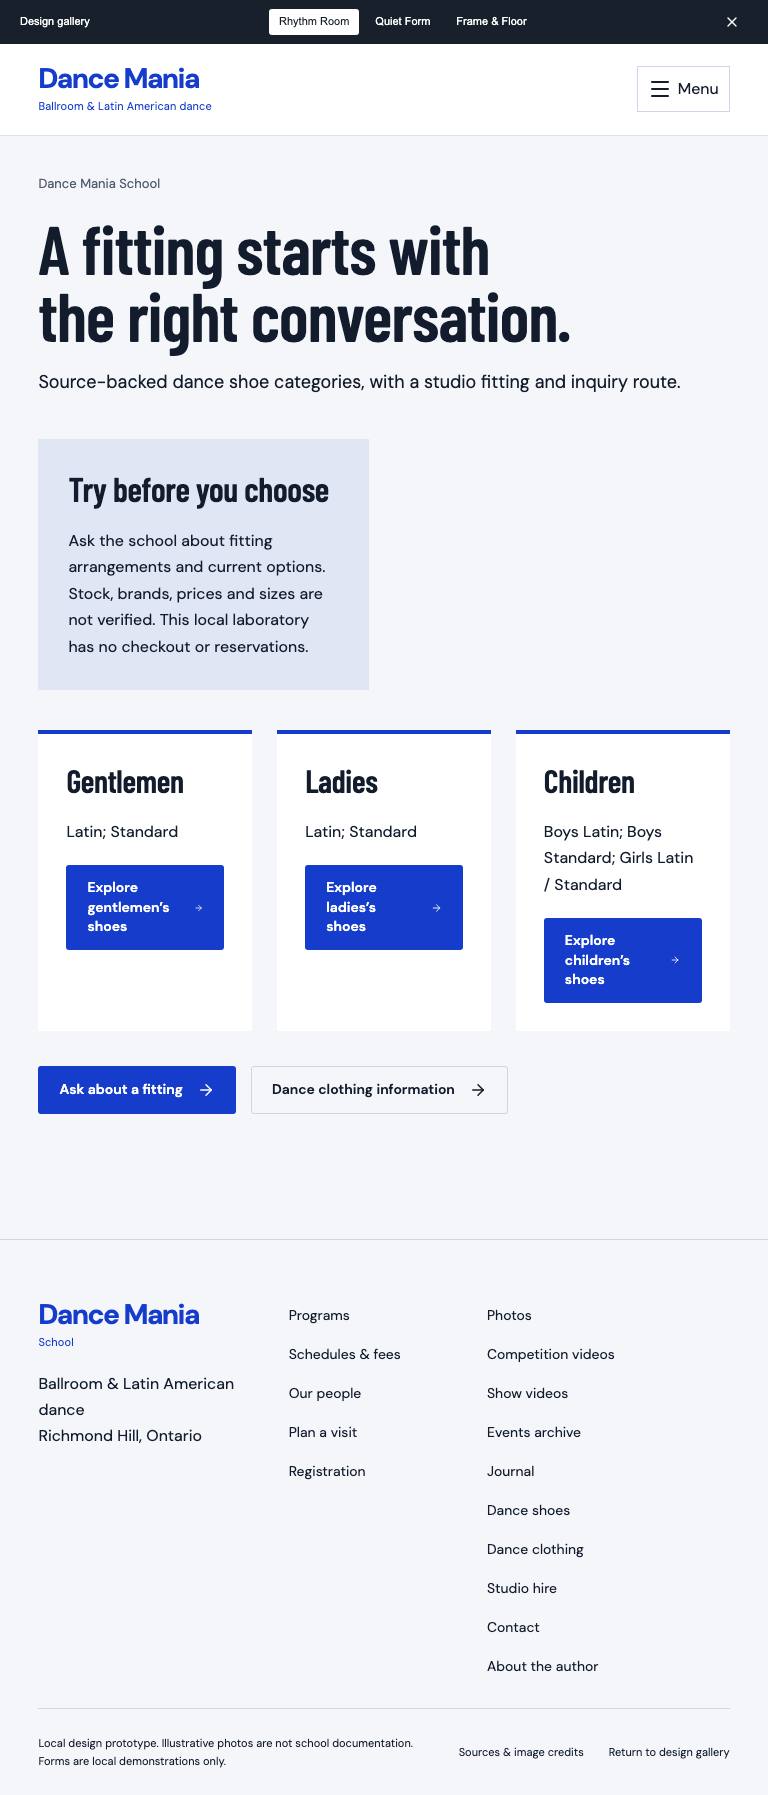 Design gallery
Rhythm Room
Quiet Form
Frame & Floor
Dance Mania
Ballroom & Latin American dance
Menu
Dance Mania School
A fitting starts with
the right conversation.
Source-backed dance shoe categories, with a studio fitting and inquiry route.
Try before you choose
Ask the school about fitting
arrangements and current options.
Stock, brands, prices and sizes are
not verified. This local laboratory
has no checkout or reservations.
Gentlemen
Latin; Standard
Explore
gentlemen’s
shoes
Ladies
Latin; Standard
Explore
ladies’s
shoes
Children
Boys Latin; Boys
Standard; Girls Latin
/ Standard
Explore
children’s
shoes
Ask about a fitting
Dance clothing information
Dance Mania
School
Ballroom & Latin American
dance
Richmond Hill, Ontario
Programs
Schedules & fees
Our people
Plan a visit
Registration
Photos
Competition videos
Show videos
Events archive
Journal
Dance shoes
Dance clothing
Studio hire
Contact
About the author
Local design prototype. Illustrative photos are not school documentation.
Forms are local demonstrations only.
Sources & image credits
Return to design gallery